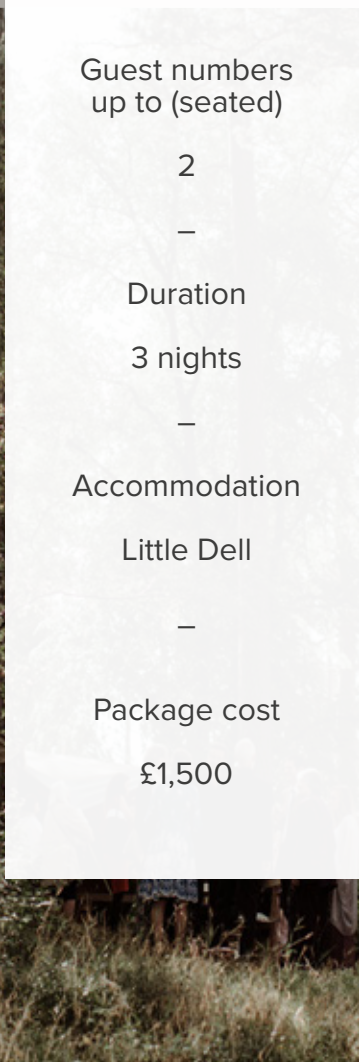 Guest numbers
up to (seated)
2
–
Duration
3 nights
–
Accommodation
Little Dell
–
Package cost
£1,500